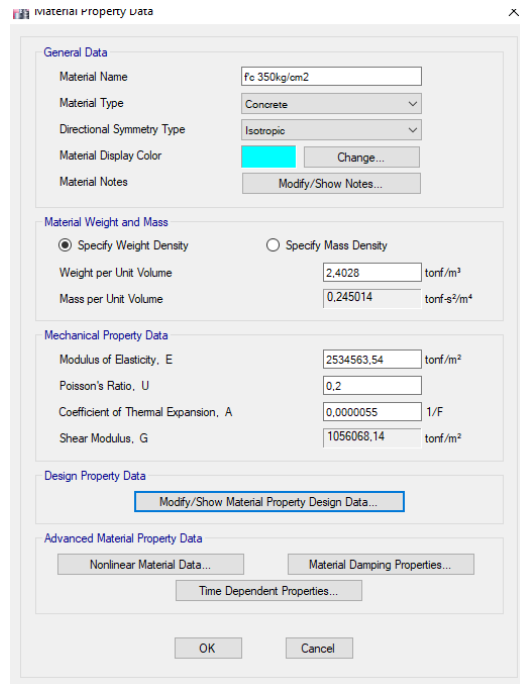 Material Property Data
General Data
Material Name f'c 350kg/cm2
Material Type Concrete
Directional Symmetry Type Isotropic
Material Display Color Change...
Material Notes Modify/Show Notes...
Material Weight and Mass
Specify Weight Density Specify Mass Density
Weight per Unit Volume 2,4028 tonf/m³
Mass per Unit Volume 0,245014 tonf-s²/m⁴
Mechanical Property Data
Modulus of Elasticity, E 2534563,54 tonf/m²
Poisson's Ratio, U 0,2
Coefficient of Thermal Expansion, A 0,0000055 1/F
Shear Modulus, G 1056068,14 tonf/m²
Design Property Data
Modify/Show Material Property Design Data...
Advanced Material Property Data
Nonlinear Material Data... Material Damping Properties...
Time Dependent Properties...
OK Cancel